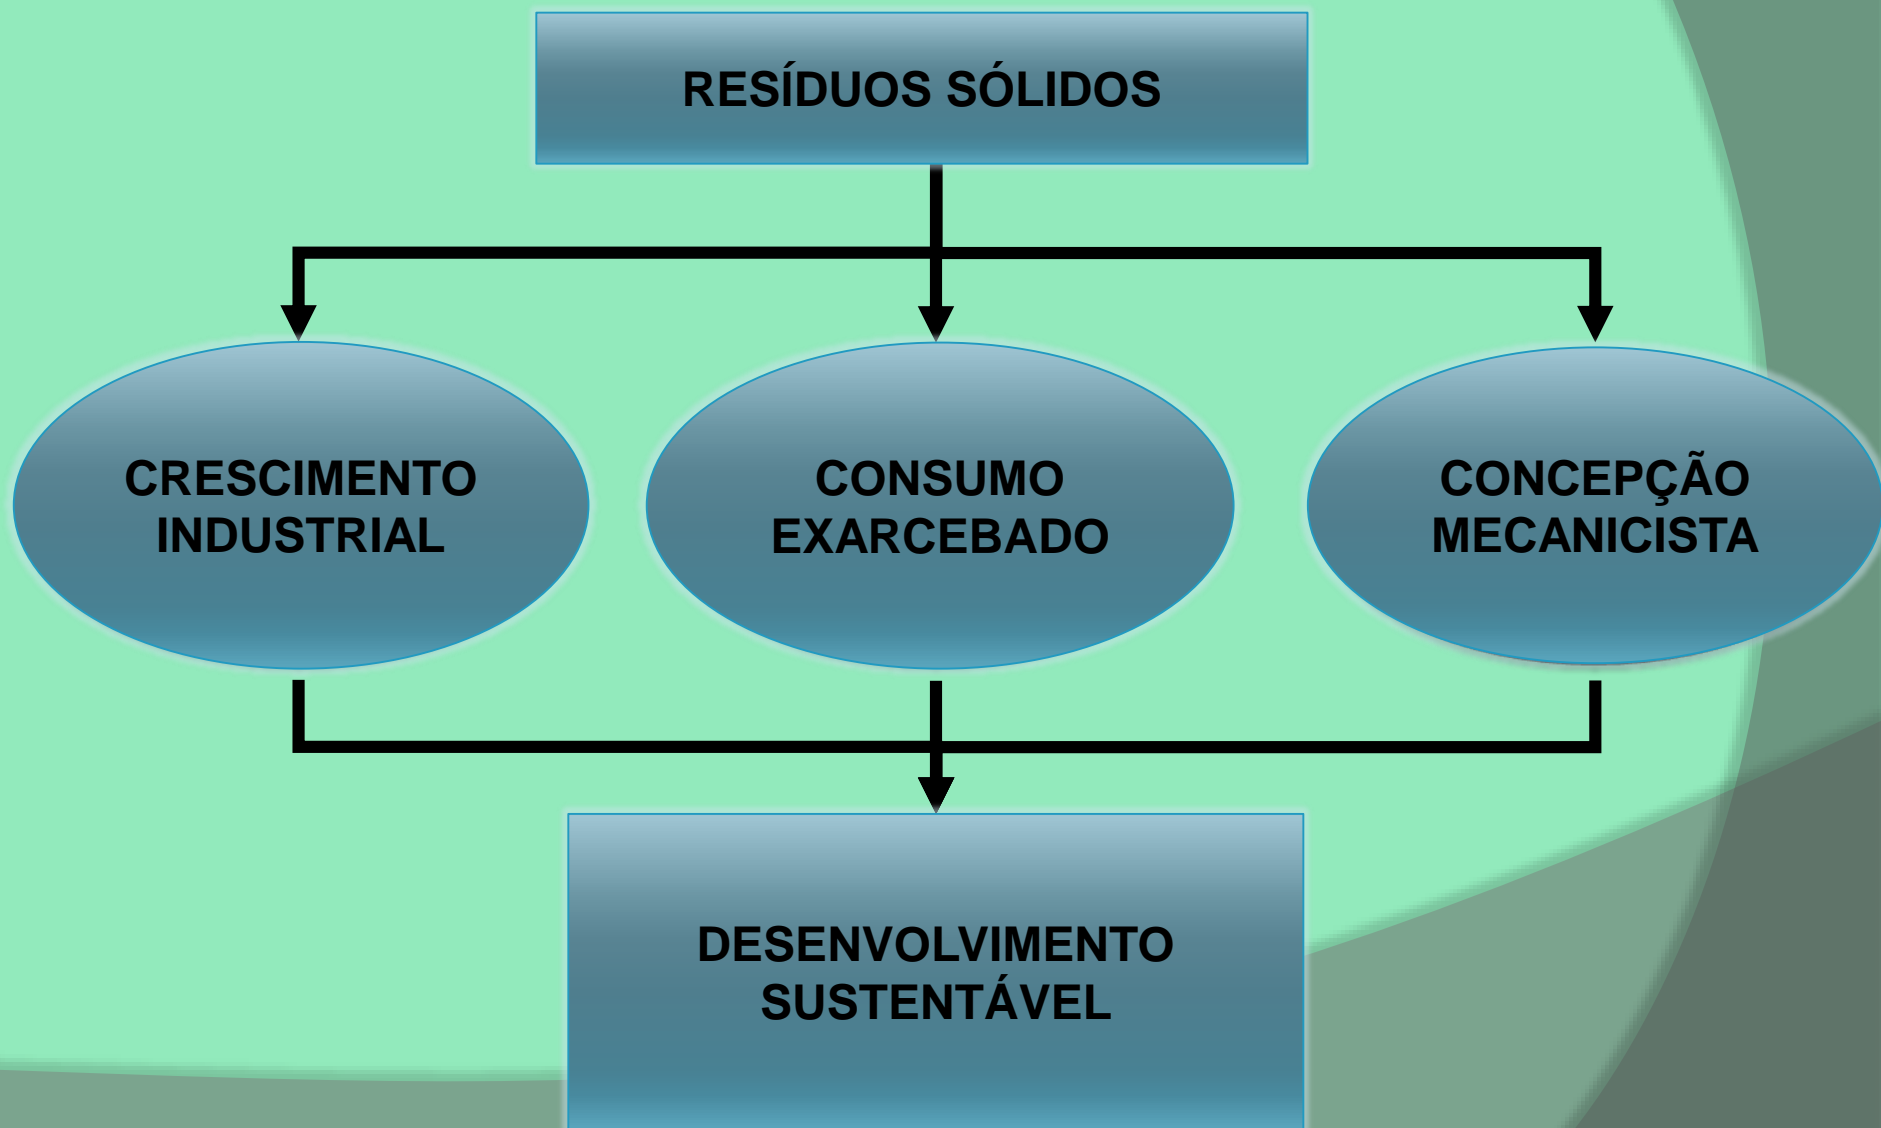 RESÍDUOS SÓLIDOS
CRESCIMENTO
INDUSTRIAL
CONSUMO
EXARCEBADO
CONCEPÇÃO
MECANICISTA
DESENVOLVIMENTO
SUSTENTÁVEL